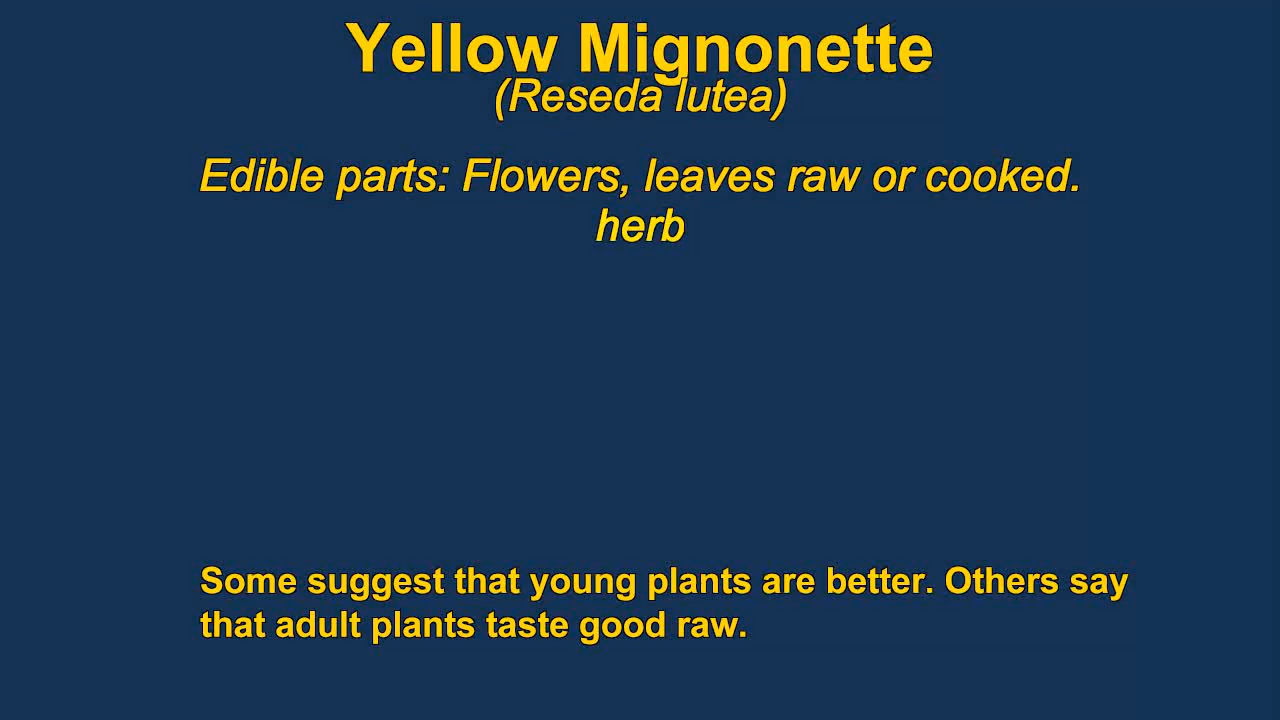 Yellow Mignonette
(Reseda lutea)
Edible parts: Flowers, leaves raw or cooked.
herb
Some suggest that young plants are better. Others say
that adult plants taste good raw.